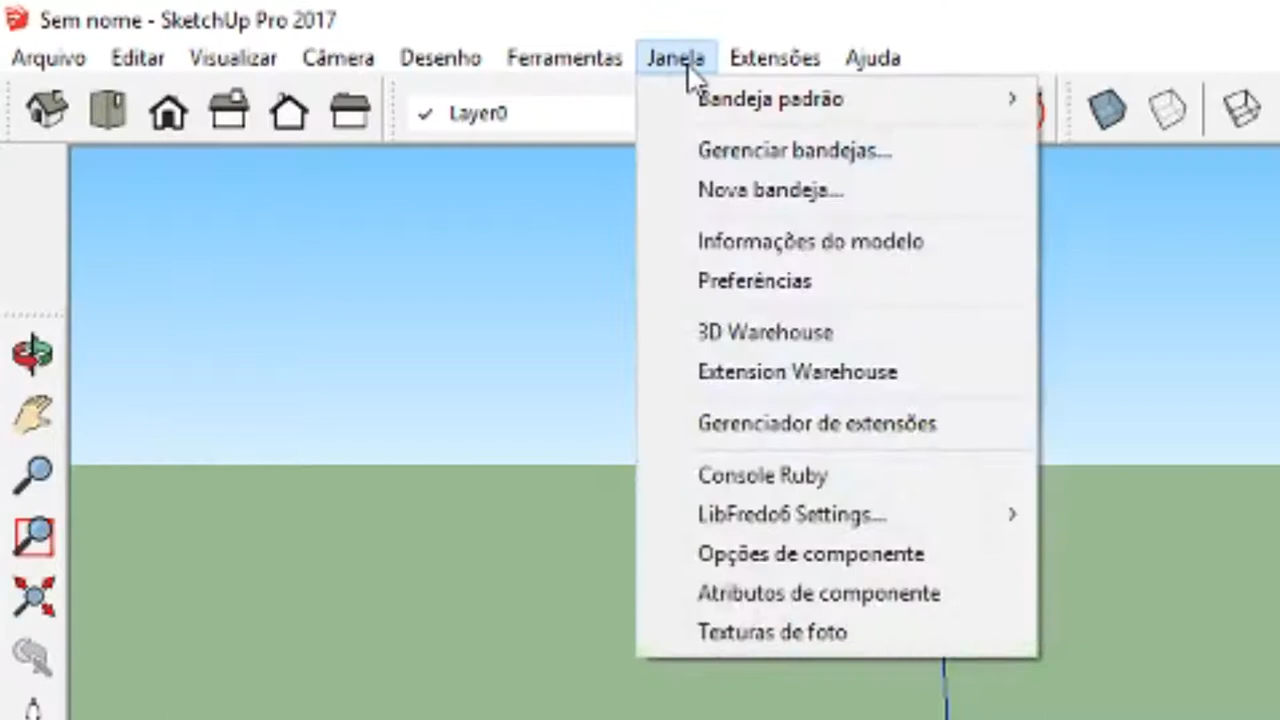 Sem nome - SketchUp Pro 2017
Arquivo Editar Visualizar Câmera Desenho Ferramentas Janela Extensões Ajuda
Layer0
Bandeja padrão
Gerenciar bandejas...
Nova bandeja...
Informações do modelo
Preferências
3D Warehouse
Extension Warehouse
Gerenciador de extensões
Console Ruby
LibFredo6 Settings...
Opções de componente
Atributos de componente
Texturas de foto